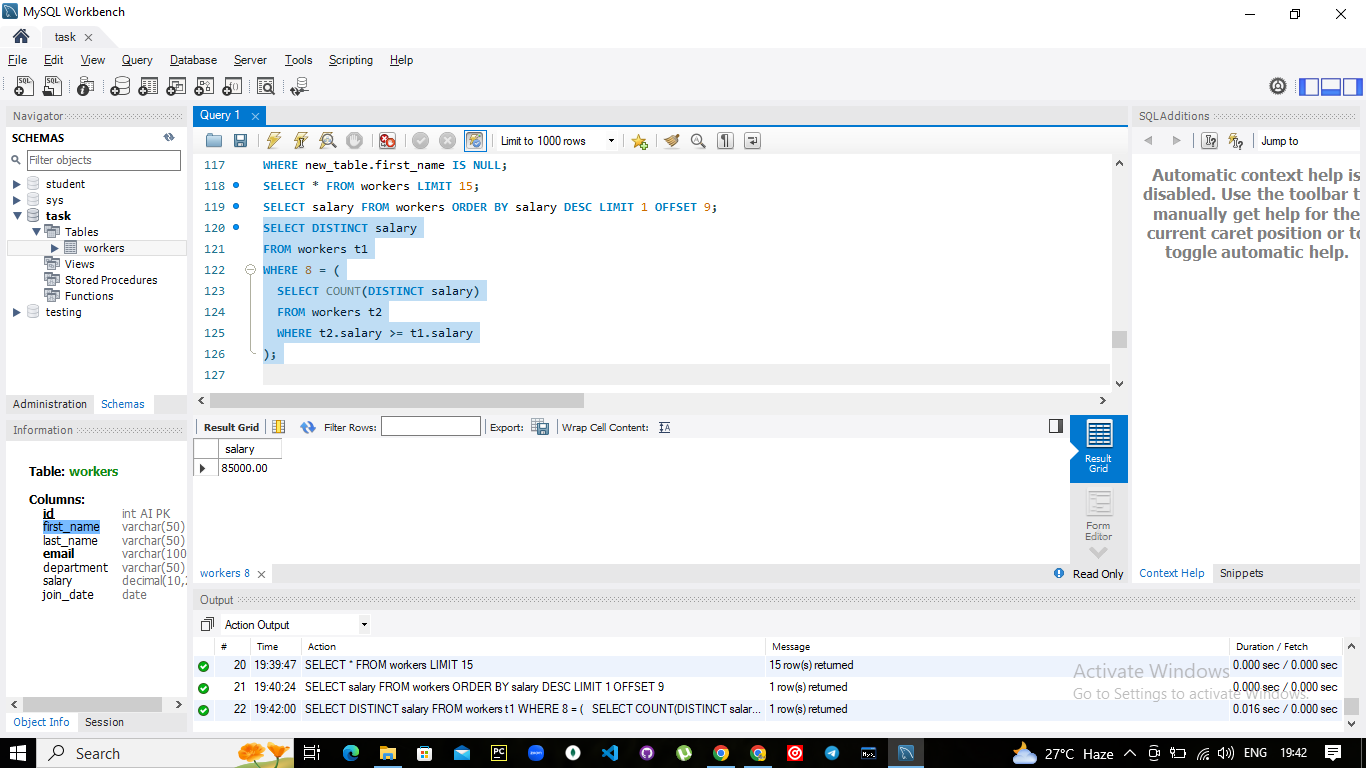 MySQL Workbench
task
File Edit View Query Database Server Tools Scripting Help
Navigator
SCHEMAS
Filter objects
student
sys
task
Tables
workers
Views
Stored Procedures
Functions
testing
Administration Schemas
Information
Table: workers
Columns:
id int AI PK
first_name varchar(50)
last_name varchar(50)
email varchar(100
department varchar(50)
salary decimal(10,
join_date date
Object Info Session
Query 1
Limit to 1000 rows
117 WHERE new_table.first_name IS NULL;
118 SELECT * FROM workers LIMIT 15;
119 SELECT salary FROM workers ORDER BY salary DESC LIMIT 1 OFFSET 9;
120 SELECT DISTINCT salary
121 FROM workers t1
122 WHERE 8 = (
123 SELECT COUNT(DISTINCT salary)
124 FROM workers t2
125 WHERE t2.salary >= t1.salary
126 );
127
Result Grid Filter Rows: Export: Wrap Cell Content:
salary
85000.00
Result Grid
Form Editor
workers 8
Read Only
SQLAdditions
Jump to
Automatic context help is
disabled. Use the toolbar t
manually get help for the
current caret position or to
toggle automatic help.
Context Help Snippets
Output
Action Output
# Time Action Message Duration / Fetch
20 19:39:47 SELECT * FROM workers LIMIT 15 15 row(s) returned 0.000 sec / 0.000 sec
21 19:40:24 SELECT salary FROM workers ORDER BY salary DESC LIMIT 1 OFFSET 9 1 row(s) returned 0.000 sec / 0.000 sec
22 19:42:00 SELECT DISTINCT salary FROM workers t1 WHERE 8 = ( SELECT COUNT(DISTINCT salar... 1 row(s) returned 0.016 sec / 0.000 sec
Activate Windows
Go to Settings to activate Windows.
Search
27°C Haze ENG 19:42